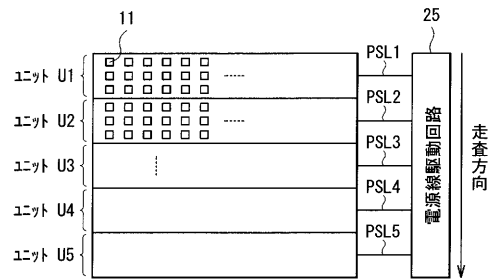 11
25
ユニット U1
ユニット U2
ユニット U3
ユニット U4
ユニット U5
PSL1
PSL2
PSL3
PSL4
PSL5
電源線駆動回路
走査方向